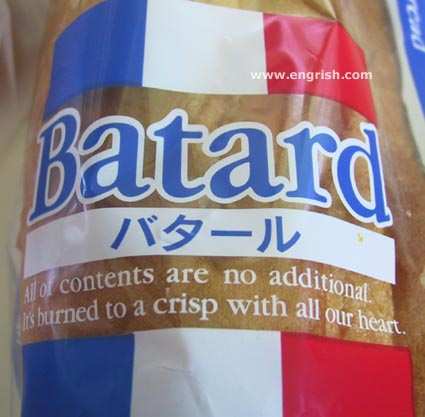 www.engrish.com
Batard
バタール
All of contents are no additional.
It's burned to a crisp with all our heart.